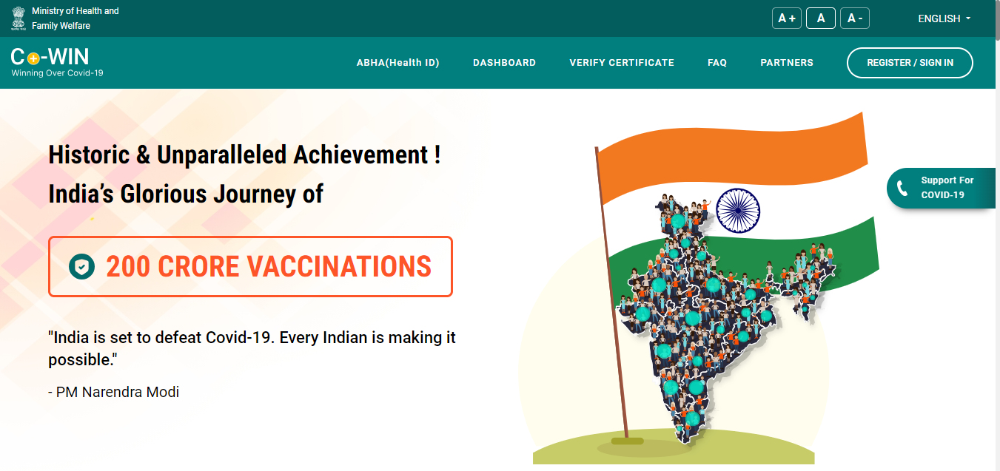 Ministry of Health and
Family Welfare
A + A A - ENGLISH
Co-WIN
Winning Over Covid-19
ABHA(Health ID) DASHBOARD VERIFY CERTIFICATE FAQ PARTNERS REGISTER / SIGN IN
Historic & Unparalleled Achievement !
India’s Glorious Journey of
200 CRORE VACCINATIONS
"India is set to defeat Covid-19. Every Indian is making it
possible."
- PM Narendra Modi
Support For
COVID-19